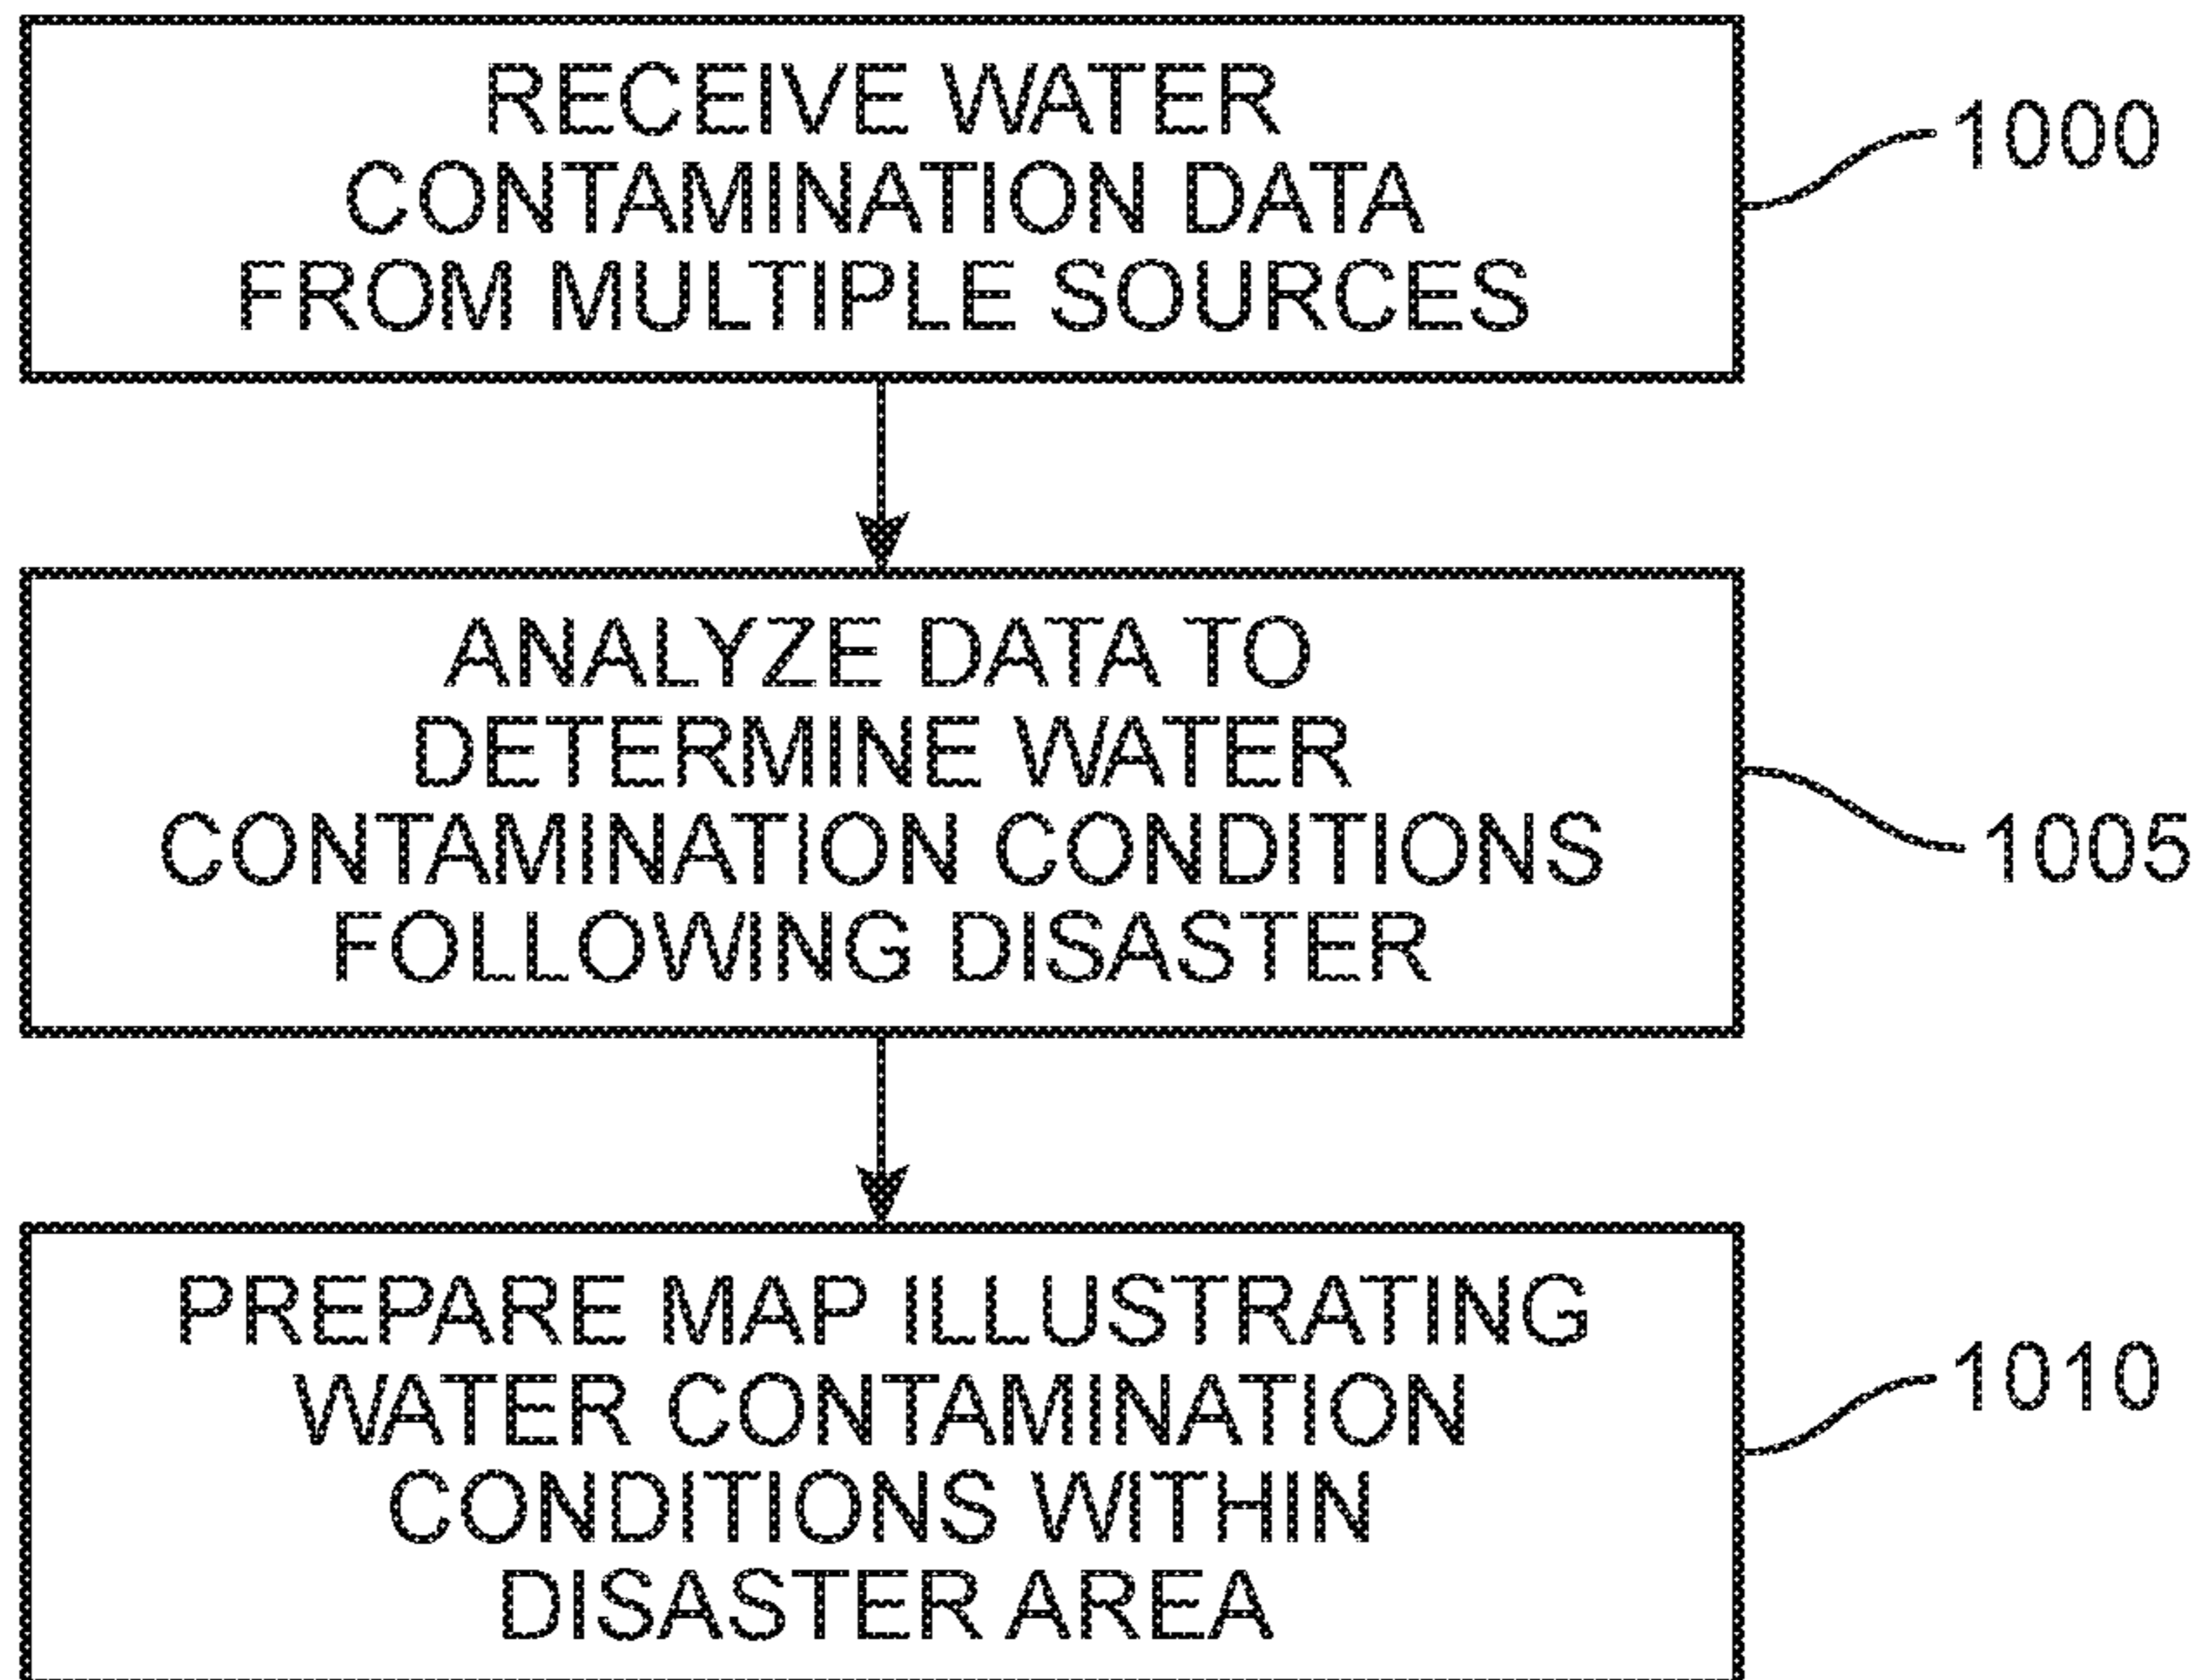 RECEIVE WATER
CONTAMINATION DATA
FROM MULTIPLE SOURCES
1000
ANALYZE DATA TO
DETERMINE WATER
CONTAMINATION CONDITIONS
FOLLOWING DISASTER
1005
PREPARE MAP ILLUSTRATING
WATER CONTAMINATION
CONDITIONS WITHIN
DISASTER AREA
1010